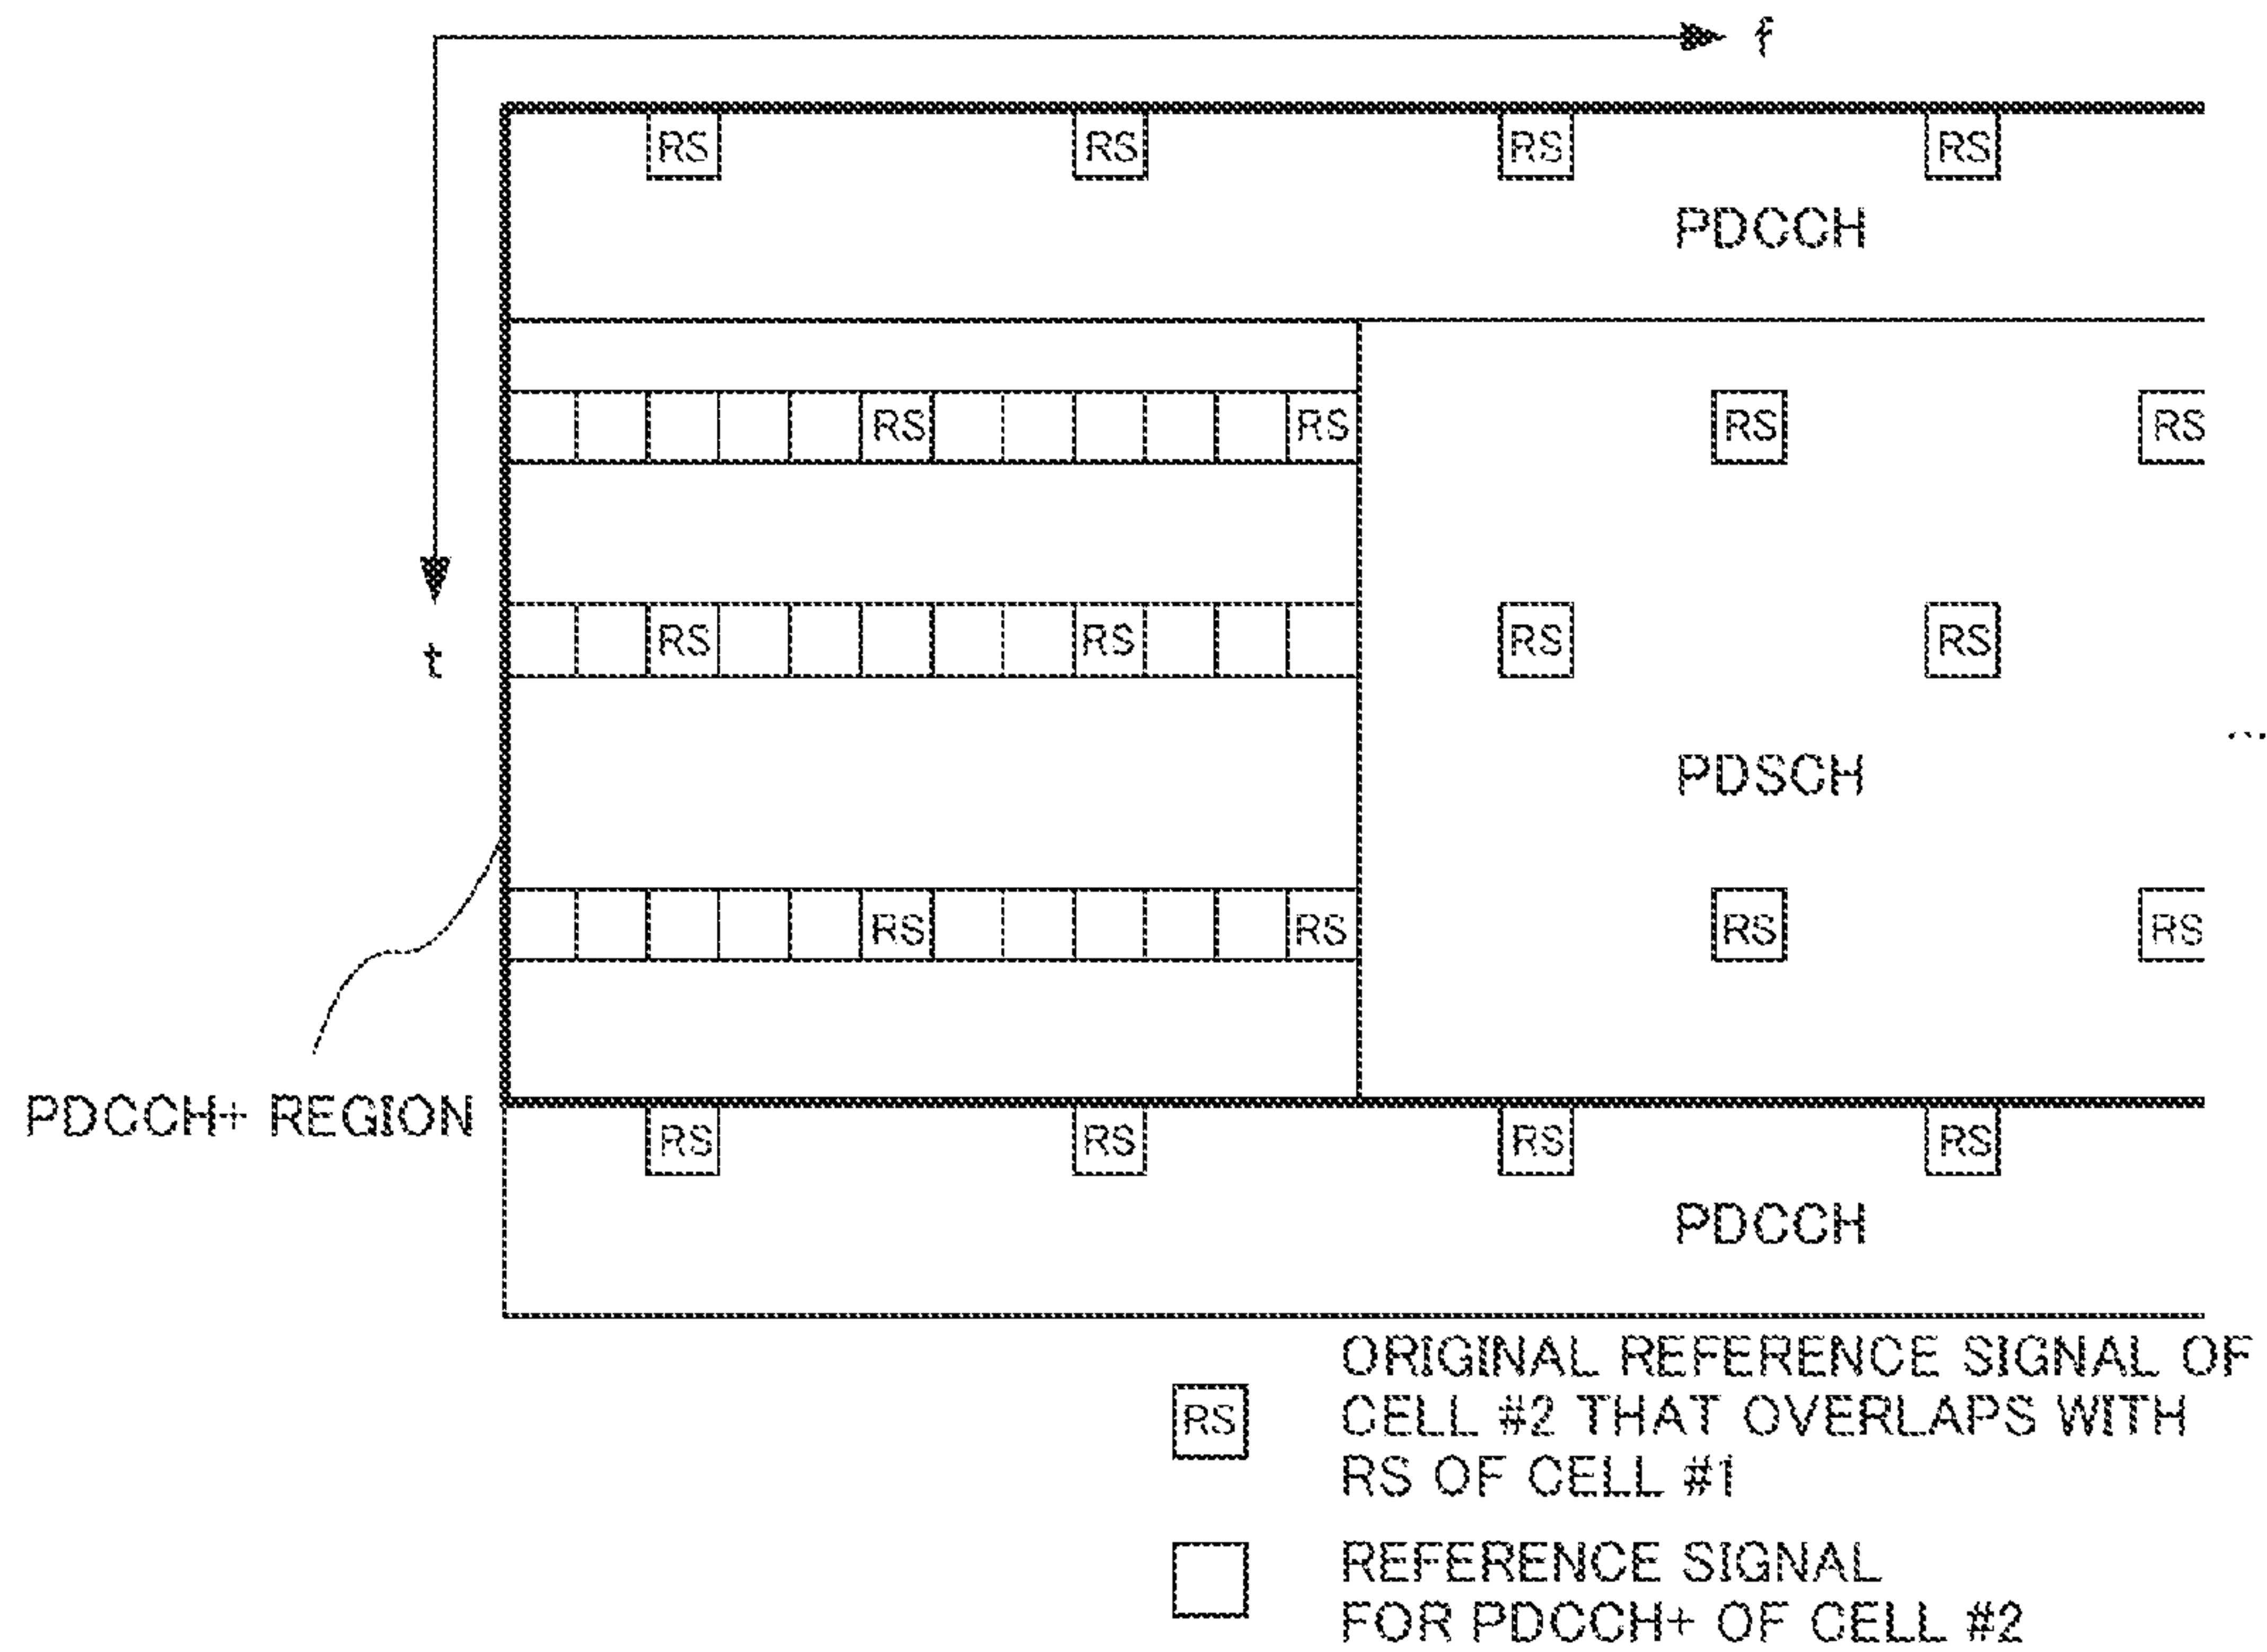 f
RS RS RS RS
PDCCH
RS RS RS RS
t
RS RS RS RS
PDSCH
RS RS RS RS
PDCCH+ REGION
RS RS RS RS
PDCCH
RS
ORIGINAL REFERENCE SIGNAL OF
CELL #2 THAT OVERLAPS WITH
RS OF CELL #1
REFERENCE SIGNAL
FOR PDCCH+ OF CELL #2